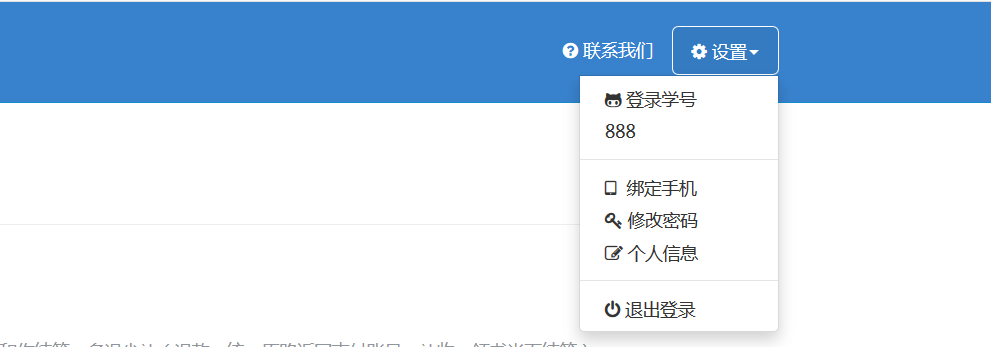 联系我们 设置
登录学号
888
绑定手机
修改密码
个人信息
退出登录